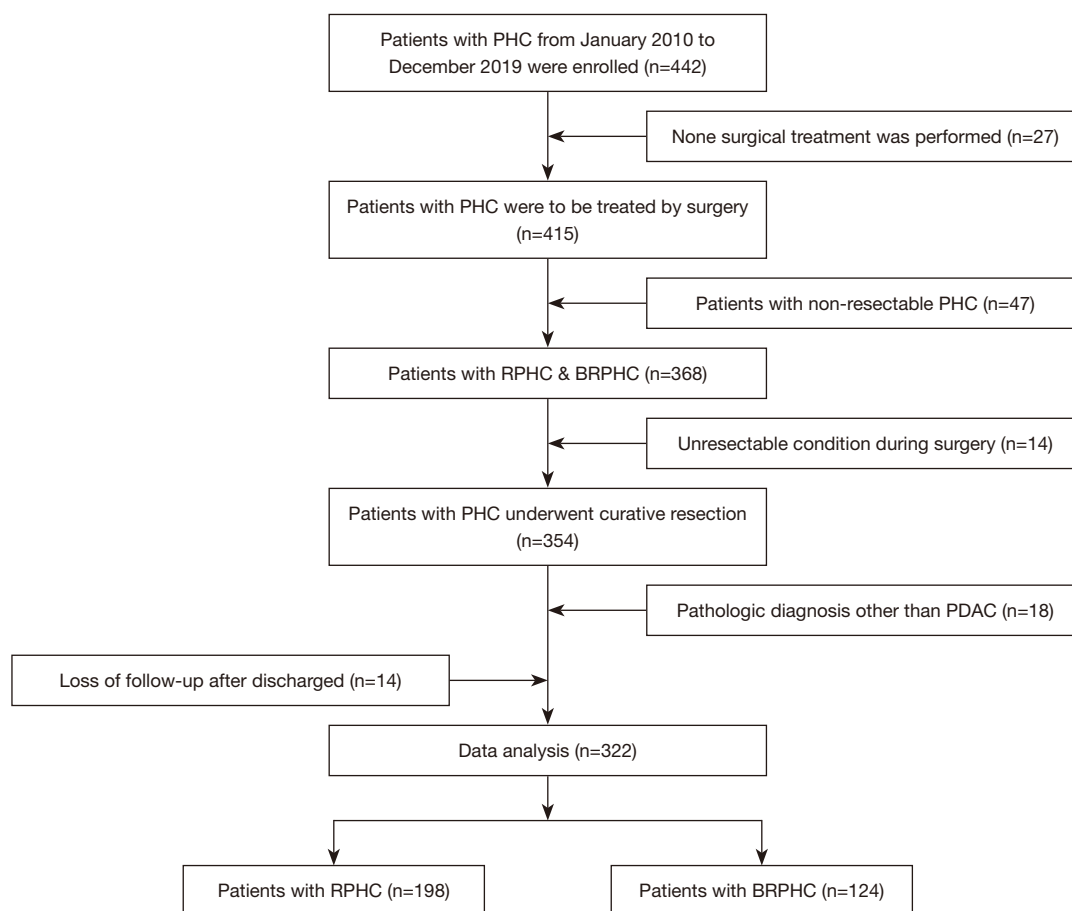 Patients with PHC from January 2010 to
December 2019 were enrolled (n=442)
None surgical treatment was performed (n=27)
Patients with PHC were to be treated by surgery
(n=415)
Patients with non-resectable PHC (n=47)
Patients with RPHC & BRPHC (n=368)
Unresectable condition during surgery (n=14)
Patients with PHC underwent curative resection
(n=354)
Pathologic diagnosis other than PDAC (n=18)
Loss of follow-up after discharged (n=14)
Data analysis (n=322)
Patients with RPHC (n=198)
Patients with BRPHC (n=124)